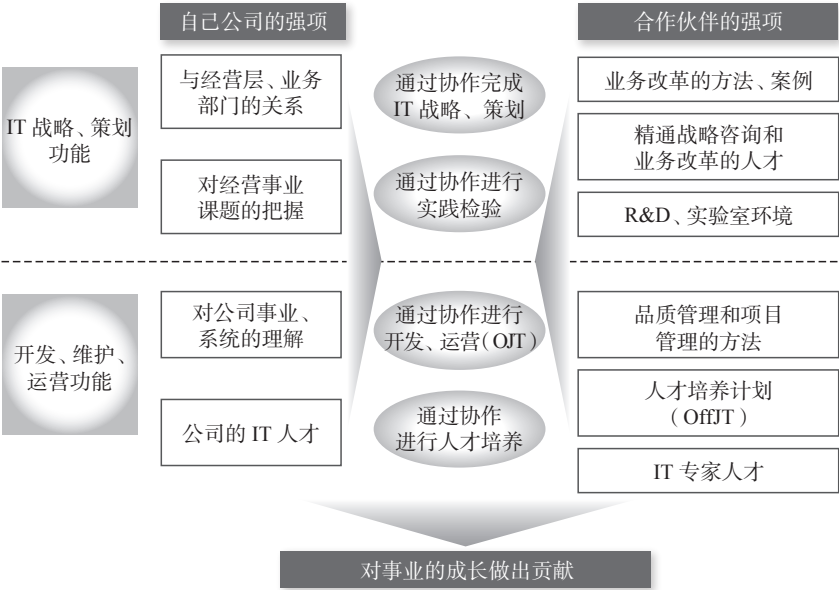 自己公司的强项
合作伙伴的强项
IT 战略、策划
功能
与经营层、业务
部门的关系
对经营事业
课题的把握
通过协作完成
IT 战略、策划
通过协作进行
实践检验
业务改革的方法、案例
精通战略咨询和
业务改革的人才
R&D、实验室环境
开发、维护、
运营功能
对公司事业、
系统的理解
公司的 IT 人才
通过协作进行
开发、运营（OJT）
通过协作
进行人才培养
品质管理和项目
管理的方法
人才培养计划
（OffJT）
IT 专家人才
对事业的成长做出贡献